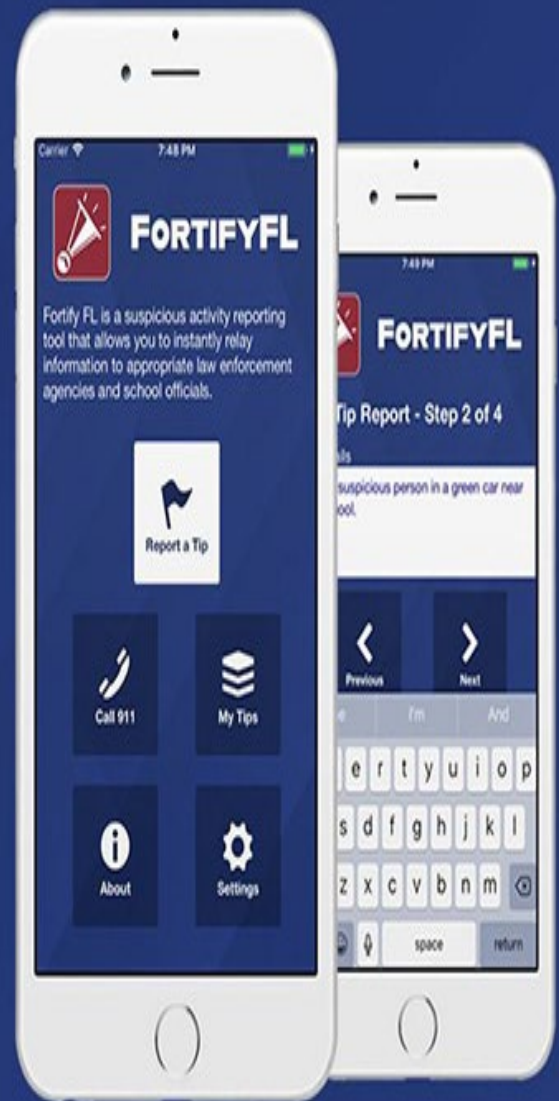 Carrier 7:48 PM
FORTIFYFL
Fortify FL is a suspicious activity reporting
tool that allows you to instantly relay
information to appropriate law enforcement
agencies and school officials.
Report a Tip
Call 911
My Tips
About
Settings
7:49 PM
FORTIFYFL
Tip Report - Step 2 of 4
suspicious person in a green car near
Previous
Next
I'm And
e r t y u i o p
s d f g h j k l
z x c v b n m
space return